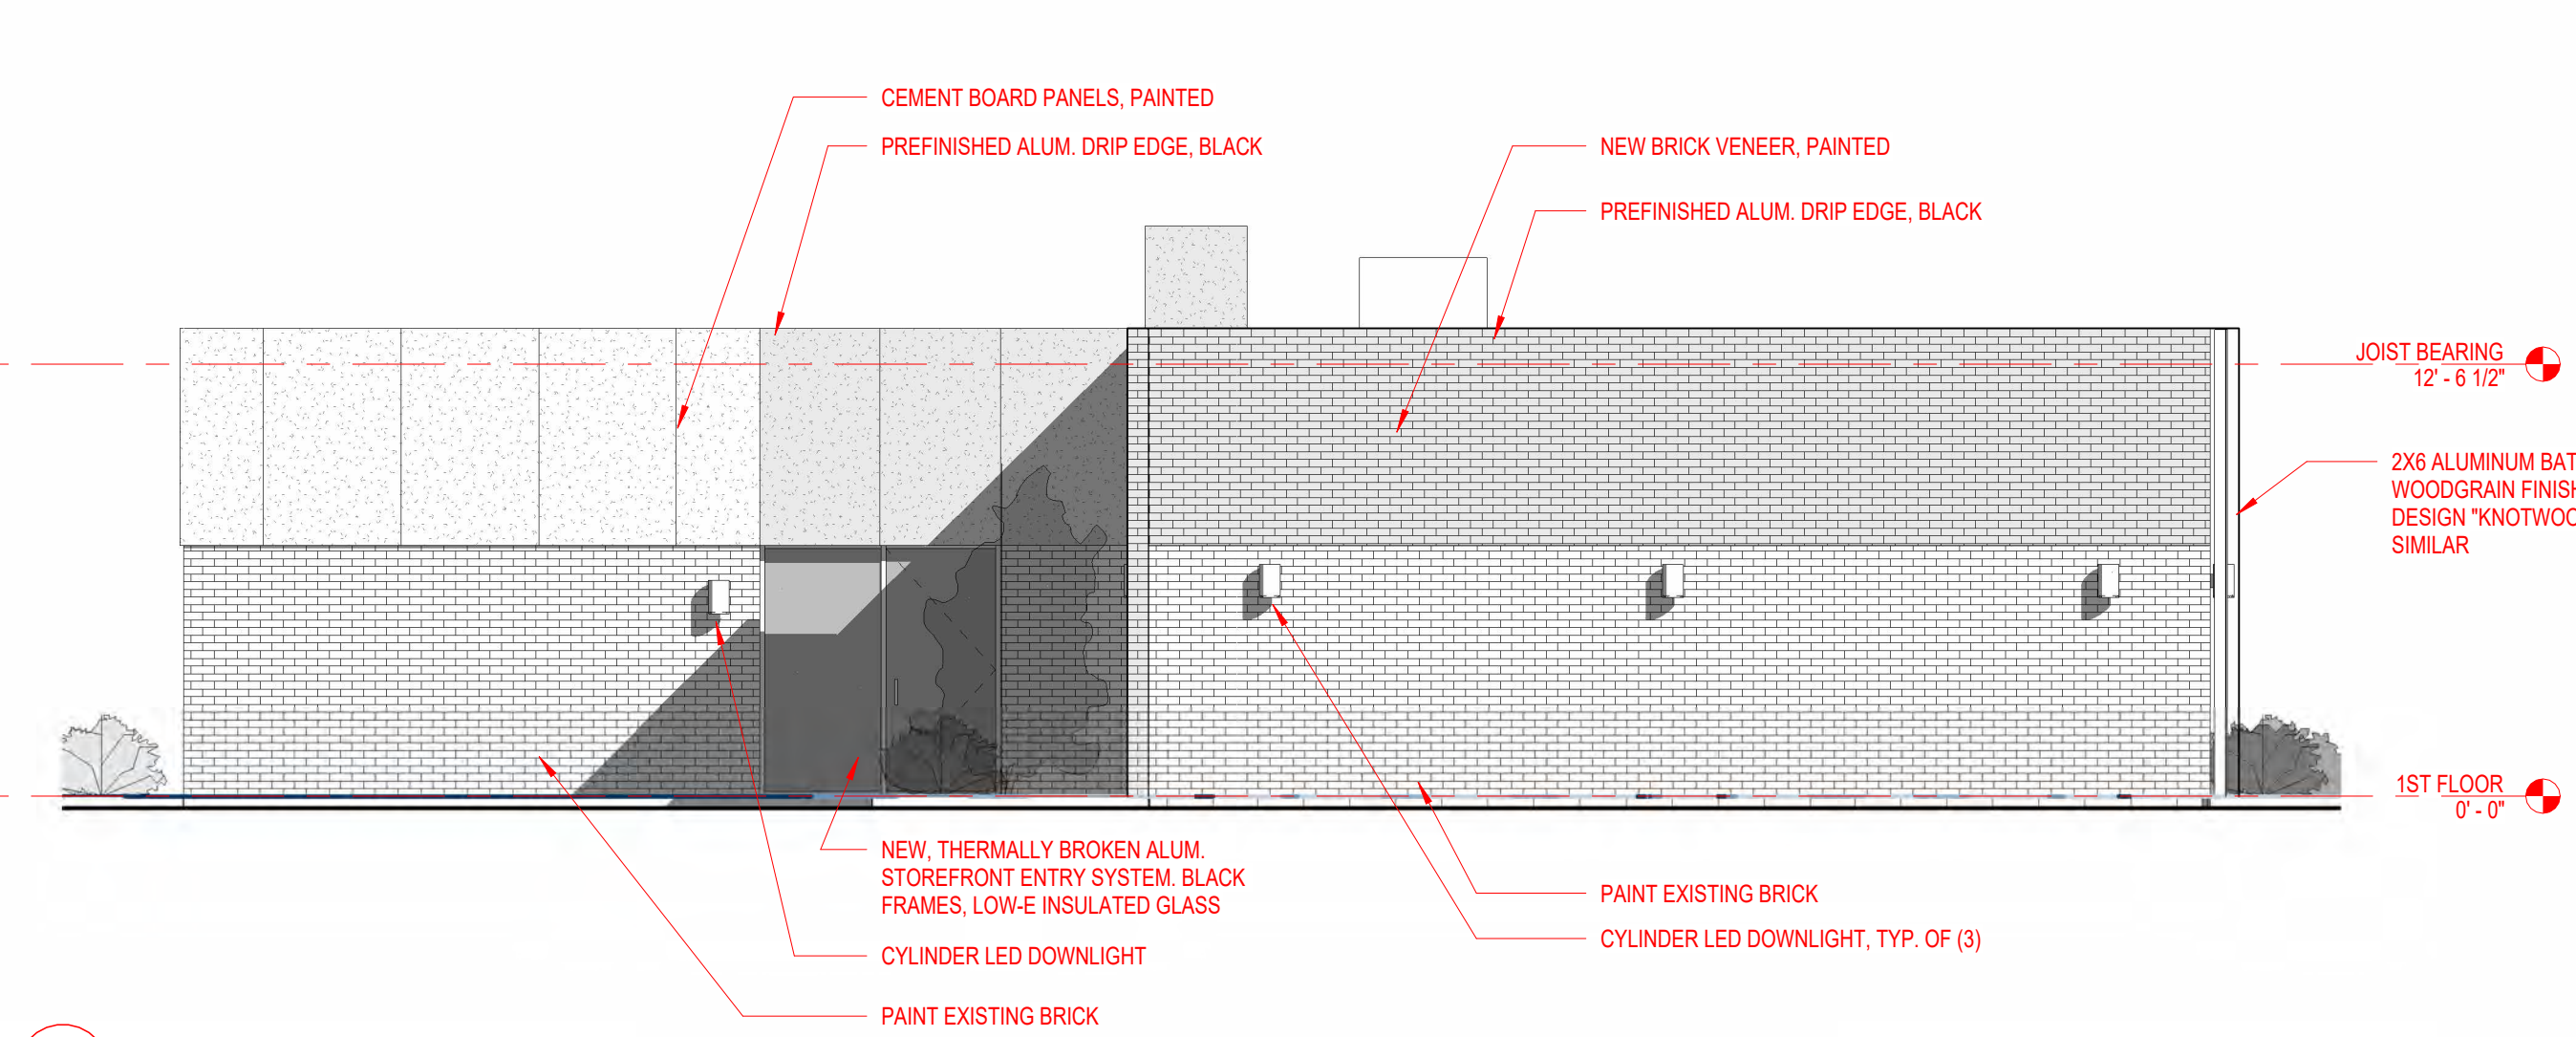 CEMENT BOARD PANELS, PAINTED
PREFINISHED ALUM. DRIP EDGE, BLACK
NEW BRICK VENEER, PAINTED
PREFINISHED ALUM. DRIP EDGE, BLACK
JOIST BEARING
12' - 6 1/2"
2X6 ALUMINUM BAT
WOODGRAIN FINISH
DESIGN "KNOTWOO
SIMILAR
1ST FLOOR
0' - 0"
NEW, THERMALLY BROKEN ALUM.
STOREFRONT ENTRY SYSTEM. BLACK
FRAMES, LOW-E INSULATED GLASS
CYLINDER LED DOWNLIGHT
PAINT EXISTING BRICK
PAINT EXISTING BRICK
CYLINDER LED DOWNLIGHT, TYP. OF (3)